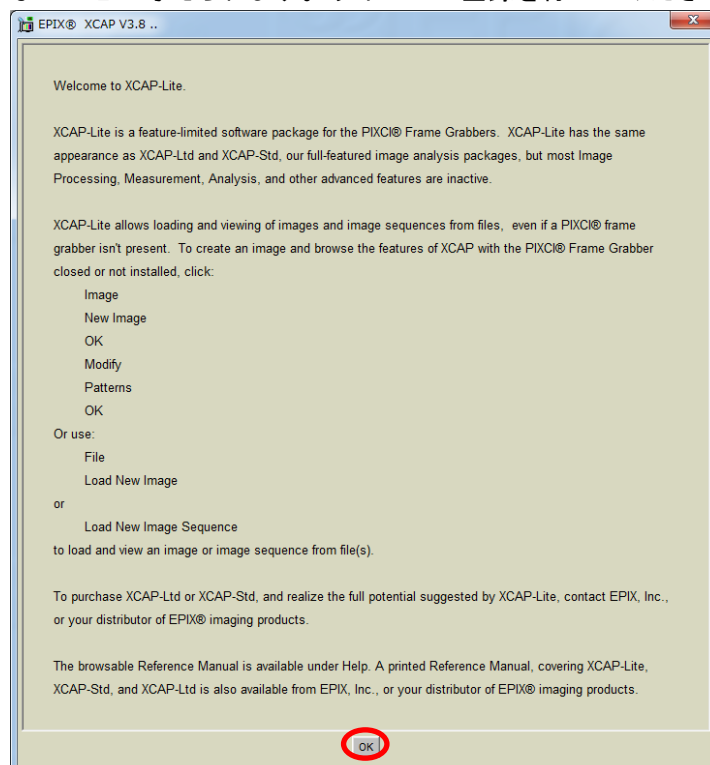 EPIX® XCAP V3.8 ..
Welcome to XCAP-Lite.
XCAP-Lite is a feature-limited software package for the PIXCI® Frame Grabbers. XCAP-Lite has the same
appearance as XCAP-Ltd and XCAP-Std, our full-featured image analysis packages, but most Image
Processing, Measurement, Analysis, and other advanced features are inactive.
XCAP-Lite allows loading and viewing of images and image sequences from files, even if a PIXCI® frame
grabber isn't present. To create an image and browse the features of XCAP with the PIXCI® Frame Grabber
closed or not installed, click:
Image
New Image
OK
Modify
Patterns
OK
Or use:
File
Load New Image
or
Load New Image Sequence
to load and view an image or image sequence from file(s).
To purchase XCAP-Ltd or XCAP-Std, and realize the full potential suggested by XCAP-Lite, contact EPIX, Inc.,
or your distributor of EPIX® imaging products.
The browsable Reference Manual is available under Help. A printed Reference Manual, covering XCAP-Lite,
XCAP-Std, and XCAP-Ltd is also available from EPIX, Inc., or your distributor of EPIX® imaging products.
OK